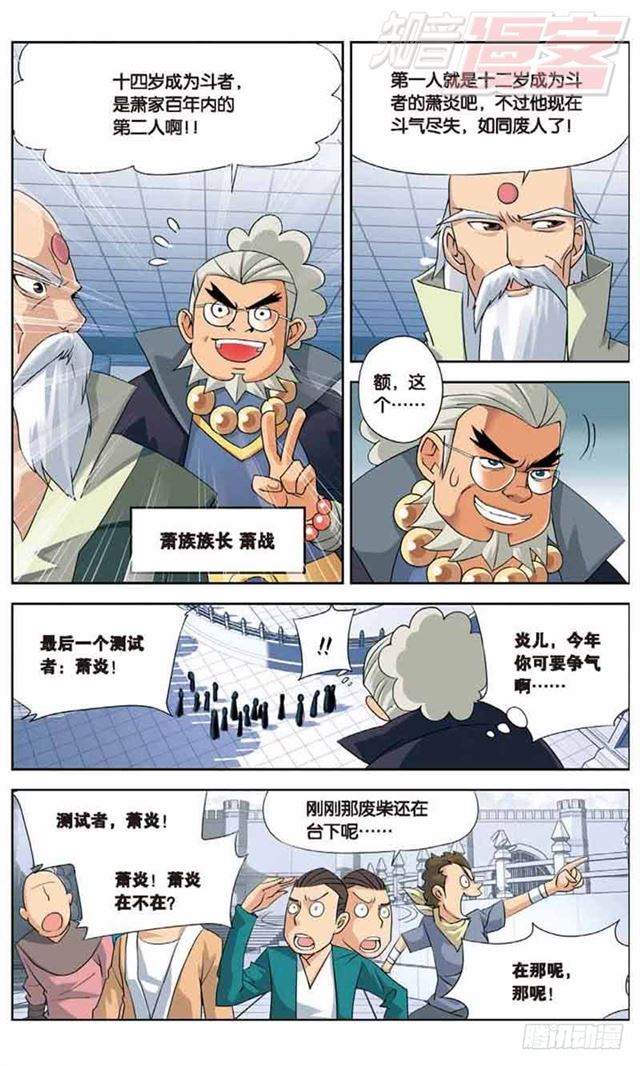 知音漫客
十四岁成为斗者，
是萧家百年内的
第二人啊！！
第一人就是十二岁成为斗
者的萧炎吧，不过他现在
斗气尽失，如同废人了！
额，这
个……
萧族族长 萧战
最后一个测试
者：萧炎！
!!
炎儿，今年
你可要争气
啊……
测试者，萧炎！
萧炎！萧炎
在不在？
刚刚那废柴还在
台下呢……
在那呢，
那呢！
腾讯动漫